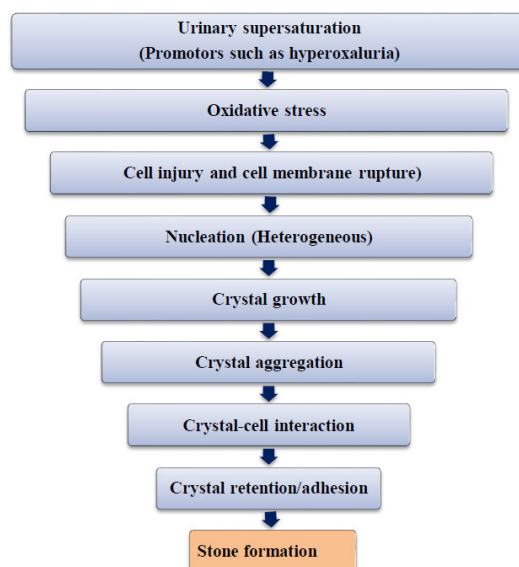 Urinary supersaturation
(Promotors such as hyperoxaluria)
Oxidative stress
Cell injury and cell membrane rupture)
Nucleation (Heterogeneous)
Crystal growth
Crystal aggregation
Crystal-cell interaction
Crystal retention/adhesion
Stone formation